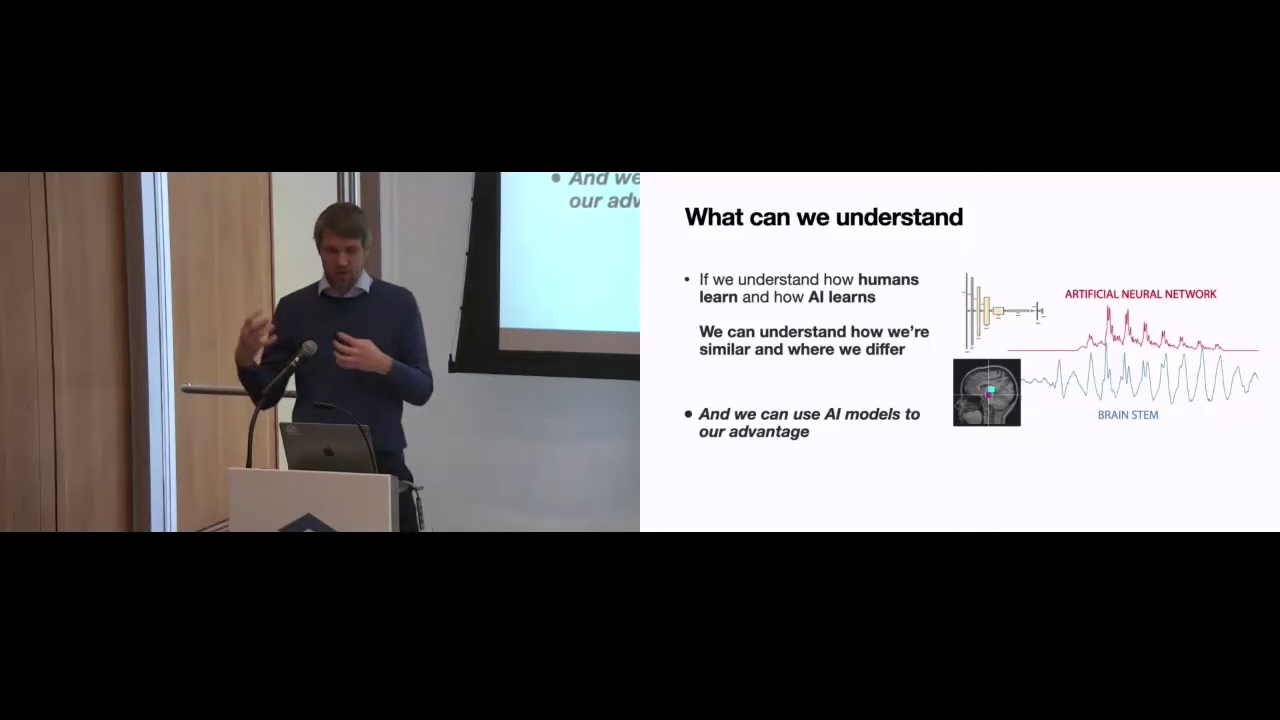 And we
our adv
What can we understand
• If we understand how humans
learn and how AI learns
We can understand how we're
similar and where we differ
• And we can use AI models to
our advantage
ARTIFICIAL NEURAL NETWORK
BRAIN STEM